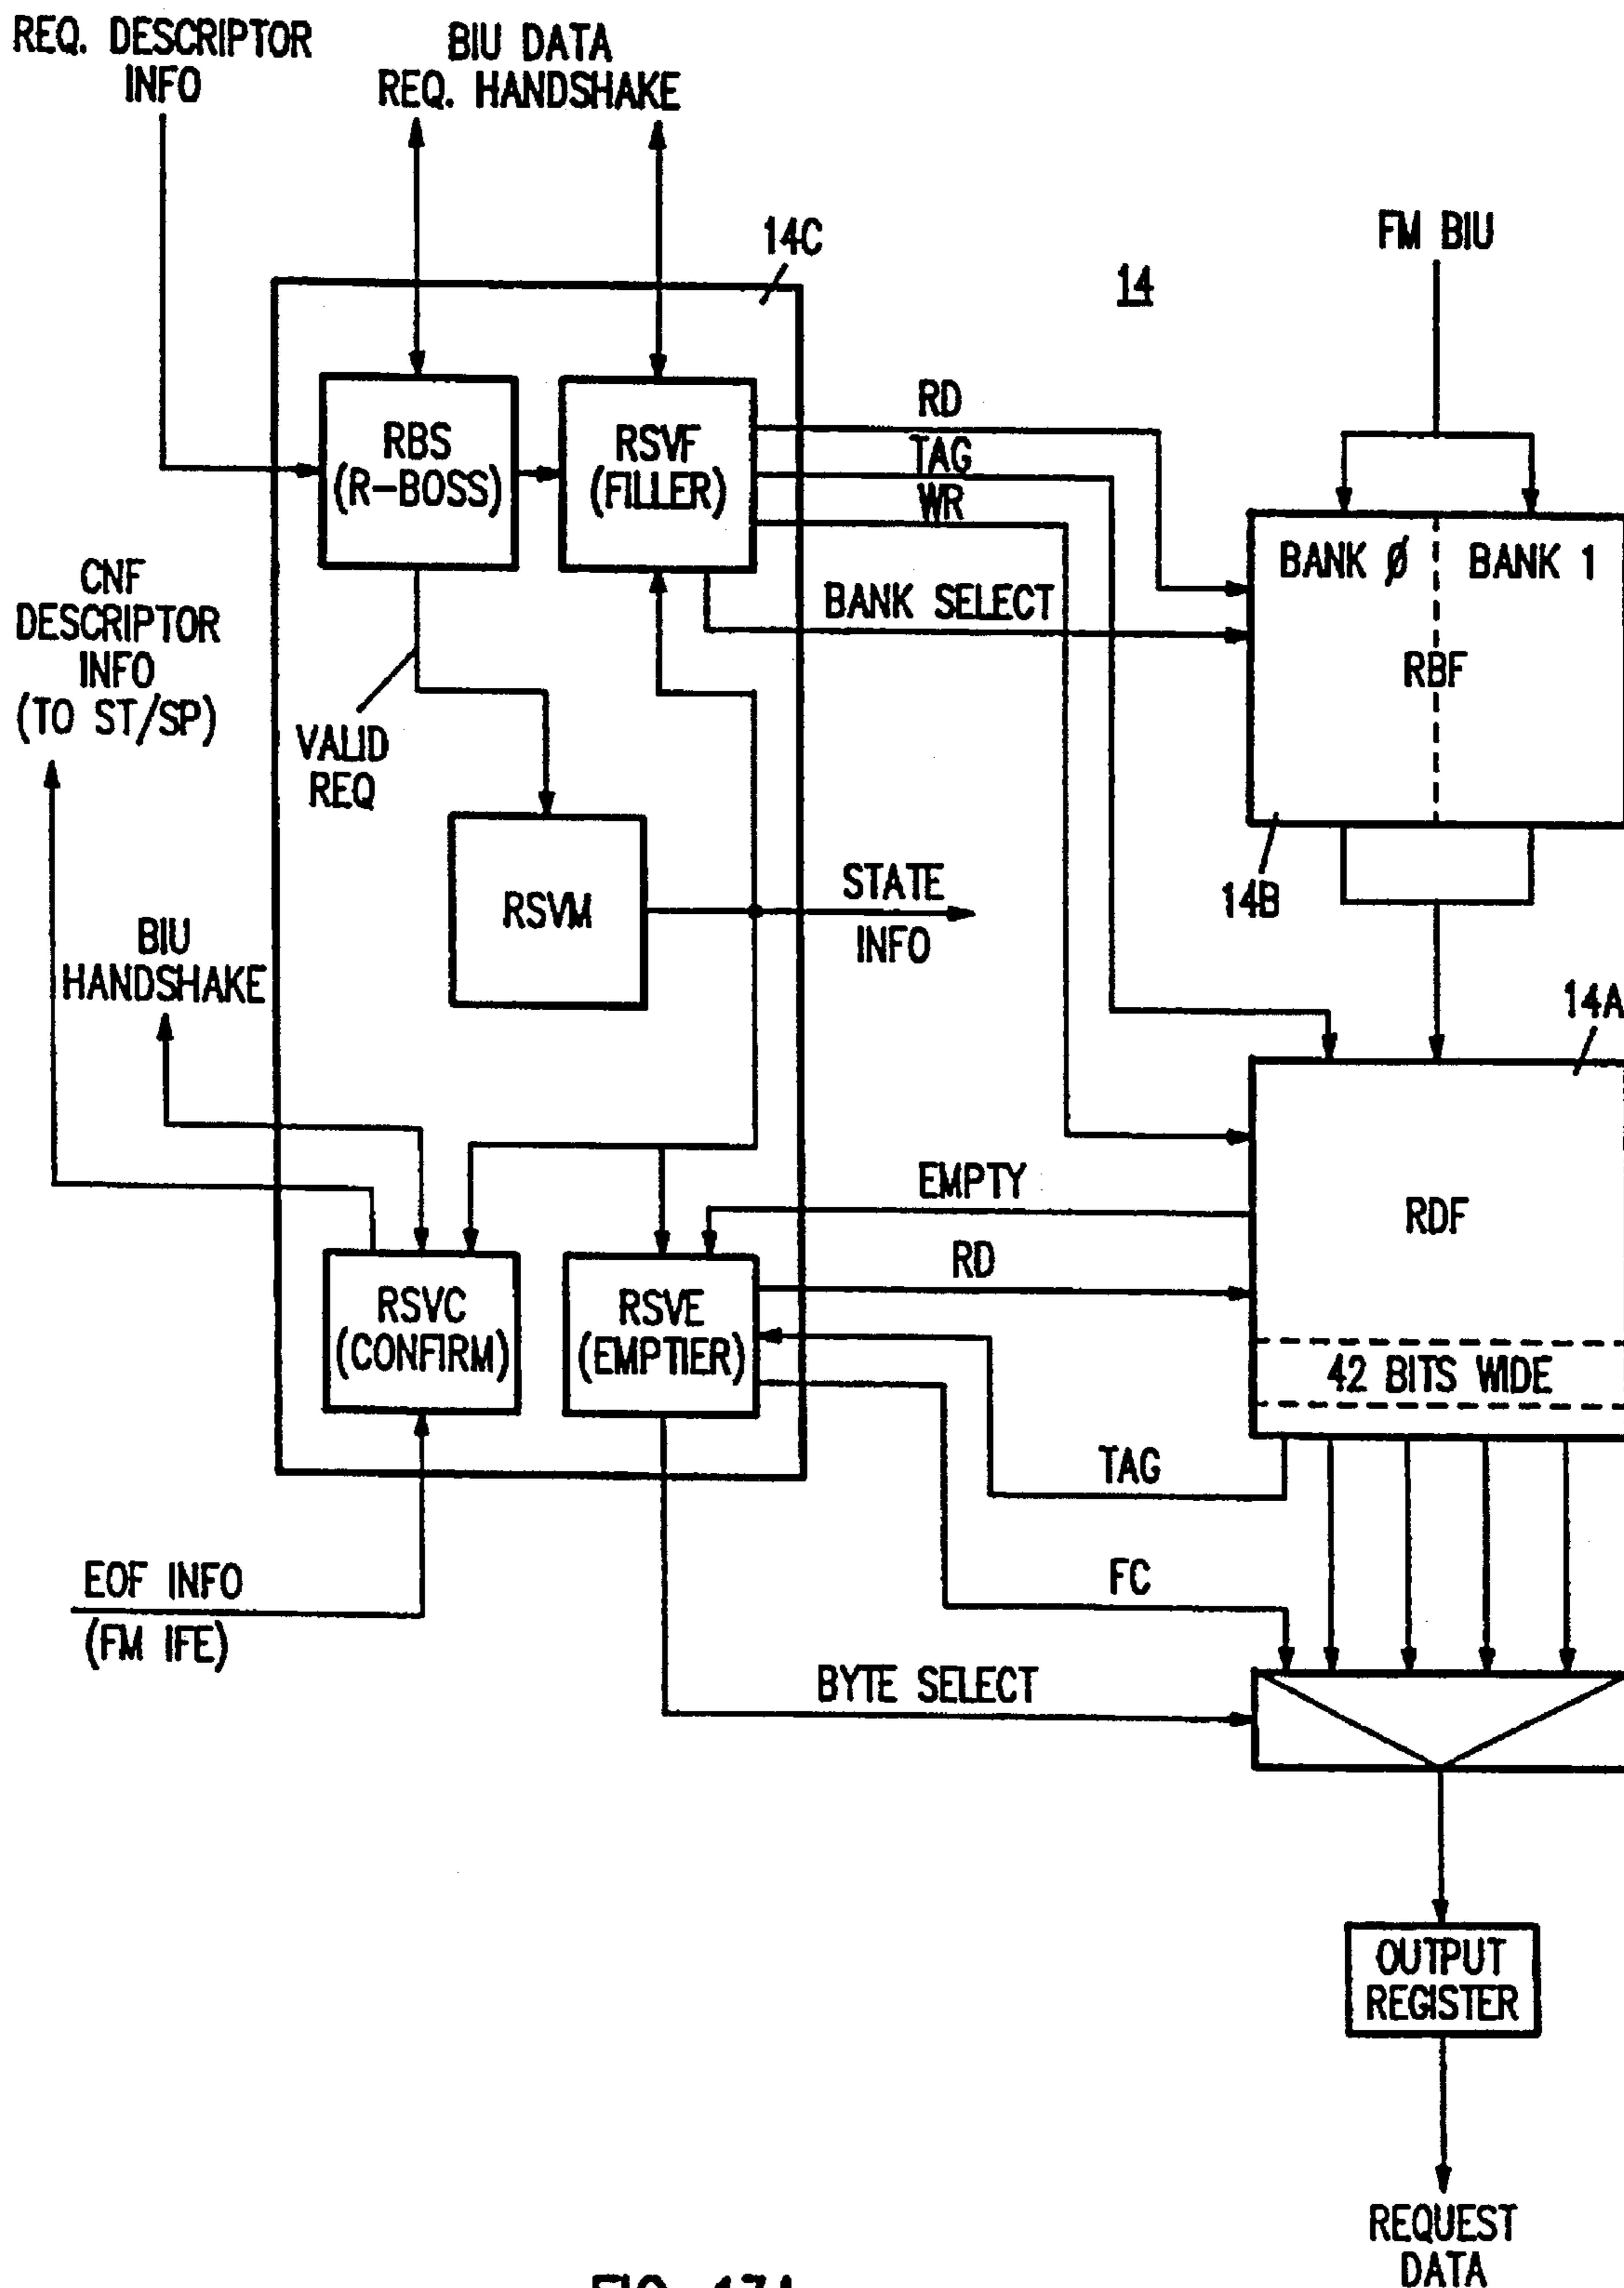 REQ. DESCRIPTOR
INFO
BIU DATA
REQ. HANDSHAKE
14C
14
FM BIU
RBS
(R-BOSS)
RSVF
(FILLER)
RD
TAG
WR
BANK SELECT
BANK Ø
BANK 1
RBF
14B
CNF
DESCRIPTOR
INFO
(TO ST/SP)
VALID
REQ
RSVM
STATE
INFO
BIU
HANDSHAKE
14A
RDF
42 BITS WIDE
EMPTY
RD
RSVC
(CONFIRM)
RSVE
(EMPTIER)
TAG
FC
EOF INFO
(FM IFE)
BYTE SELECT
OUTPUT
REGISTER
REQUEST
DATA